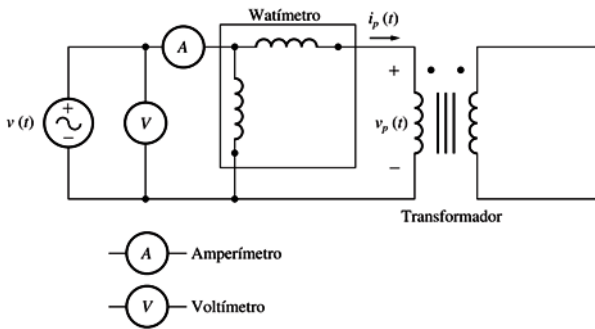 Watímetro
i_p (t)
A
+
v (t)
+
−
V
v_p (t)
−
Transformador
A
Amperímetro
V
Voltímetro